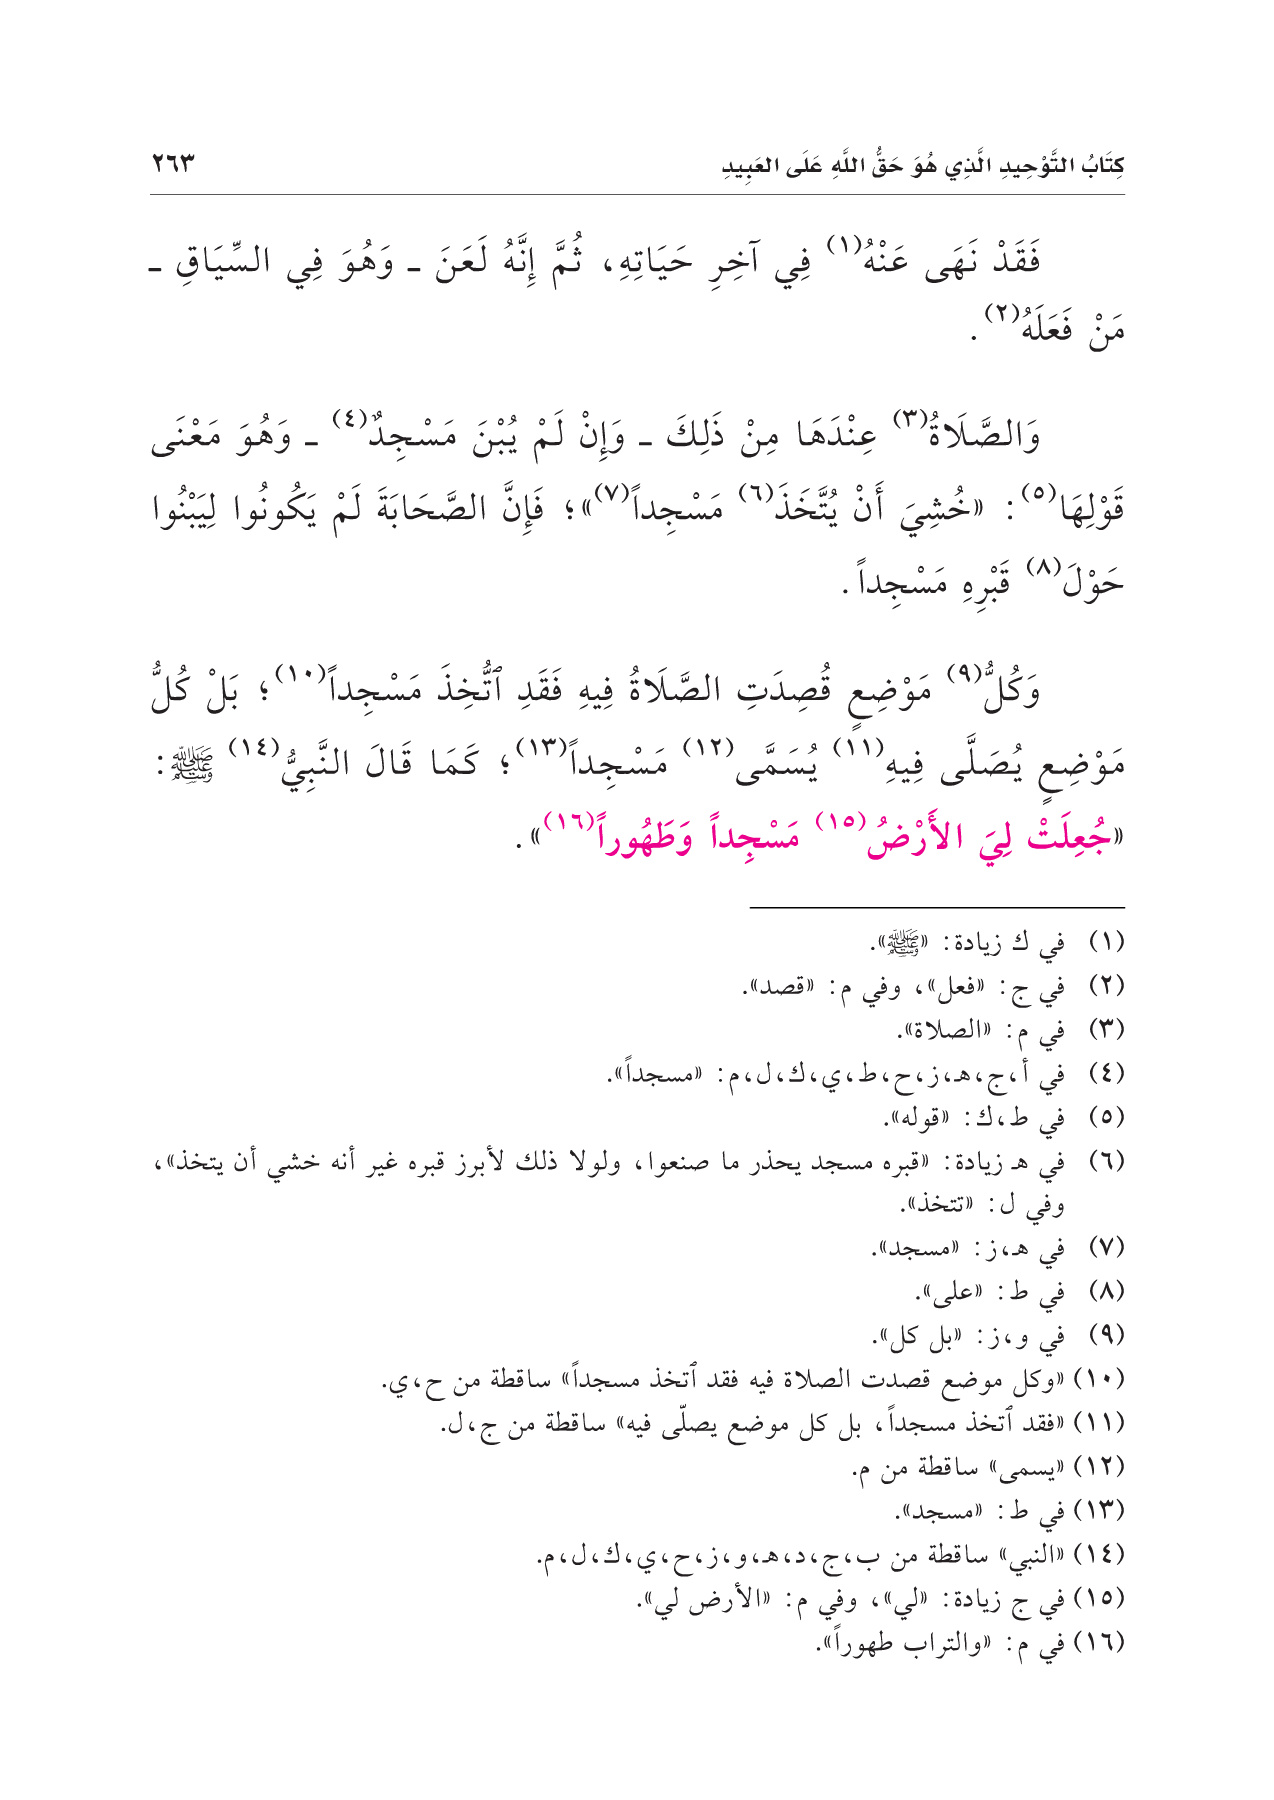 كِتَابُ التَّوْحِيدِ الَّذِي هُوَ حَقُّ اللَّهِ عَلَى العَبِيدِ ٢٦٣
فَقَدْ نَهَى عَنْهُ(١) فِي آخِرِ حَيَاتِهِ، ثُمَّ إِنَّهُ لَعَنَ ـ وَهُوَ فِي السِّيَاقِ ـ
مَنْ فَعَلَهُ(٢).
وَالصَّلَاةُ(٣) عِنْدَهَا مِنْ ذَلِكَ ـ وَإِنْ لَمْ يُبْنَ مَسْجِدٌ(٤) ـ وَهُوَ مَعْنَى
قَوْلِهَا(٥): «خُشِيَ أَنْ يُتَّخَذَ(٦) مَسْجِداً(٧)»؛ فَإِنَّ الصَّحَابَةَ لَمْ يَكُونُوا لِيَبْنُوا
حَوْلَ(٨) قَبْرِهِ مَسْجِداً.
وَكُلُّ(٩) مَوْضِعٍ قُصِدَتِ الصَّلَاةُ فِيهِ فَقَدِ ٱتُّخِذَ مَسْجِداً(١٠)؛ بَلْ كُلُّ
مَوْضِعٍ يُصَلَّى فِيهِ(١١) يُسَمَّى(١٢) مَسْجِداً(١٣)؛ كَمَا قَالَ النَّبِيُّ(١٤) ﷺ:
«جُعِلَتْ لِيَ الأَرْضُ(١٥) مَسْجِداً وَطَهُوراً(١٦)».
(١) في ك زيادة: «ﷺ».
(٢) في ج: «فعل»، وفي م: «قصد».
(٣) في م: «الصلاة».
(٤) في أ،ج،هـ،ز،ح،ط،ي،ك،ل،م: «مسجداً».
(٥) في ط،ك: «قوله».
(٦) في هـ زيادة: «قبره مسجد يحذر ما صنعوا، ولولا ذلك لأبرز قبره غير أنه خشي أن يتخذ»،
وفي ل: «تتخذ».
(٧) في هـ،ز: «مسجد».
(٨) في ط: «على».
(٩) في و،ز: «بل كل».
(١٠) «وكل موضع قصدت الصلاة فيه فقد ٱتخذ مسجداً» ساقطة من ح،ي.
(١١) «فقد ٱتخذ مسجداً، بل كل موضع يصلّى فيه» ساقطة من ج،ل.
(١٢) «يسمى» ساقطة من م.
(١٣) في ط: «مسجد».
(١٤) «النبي» ساقطة من ب،ج،د،هـ،و،ز،ح،ي،ك،ل،م.
(١٥) في ج زيادة: «لي»، وفي م: «الأرض لي».
(١٦) في م: «والتراب طهوراً».